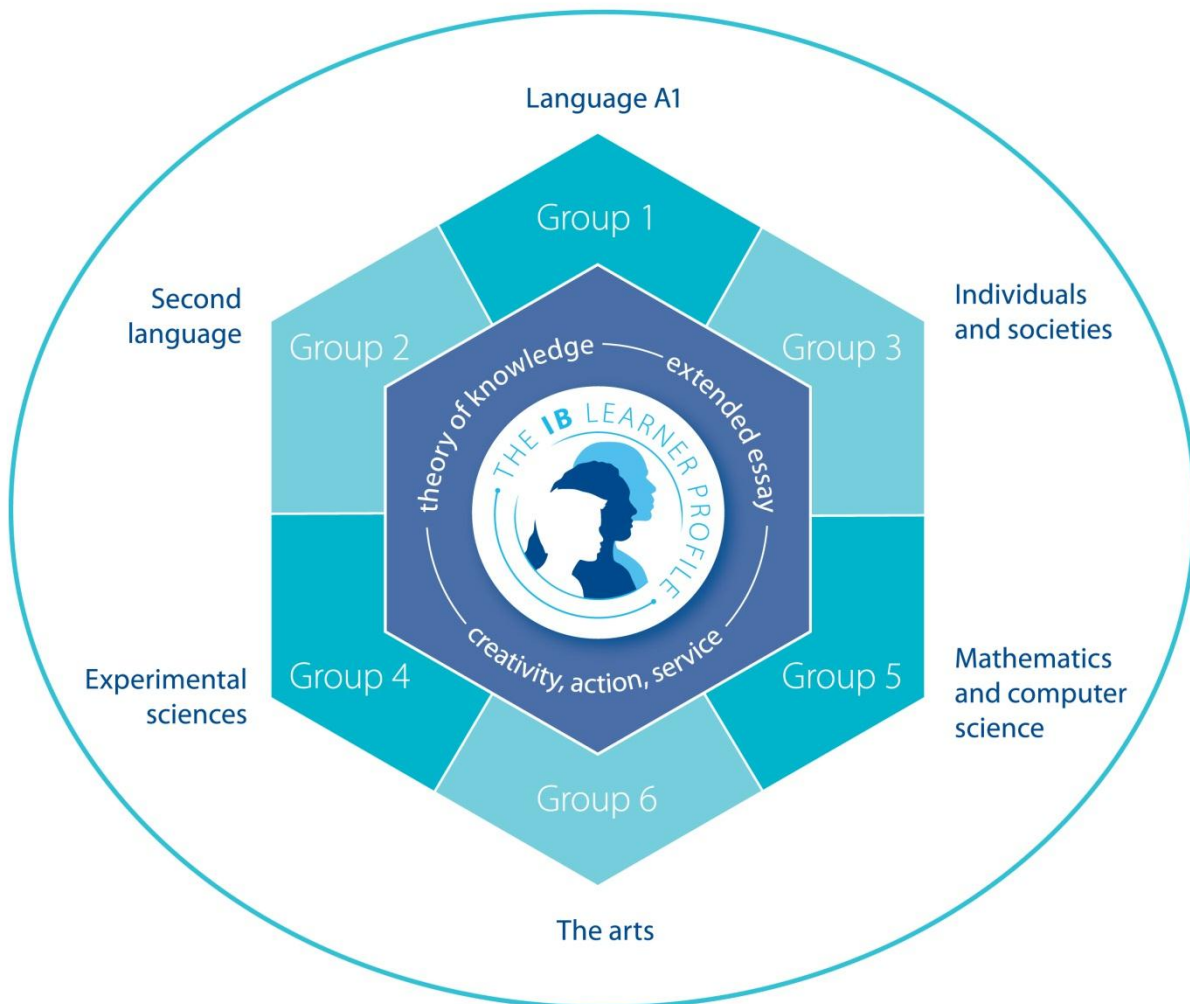 Language A1
Group 1
Second
language
Group 2
Group 3
Individuals
and societies
theory of knowledge
extended essay
THE IB LEARNER PROFILE
creativity, action, service
Experimental
sciences
Group 4
Group 5
Mathematics
and computer
science
Group 6
The arts